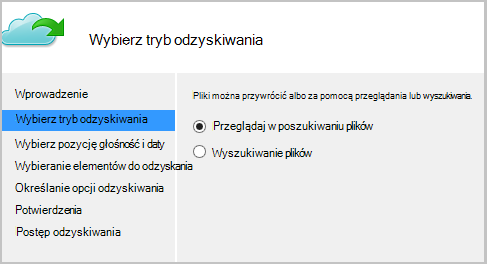 Wybierz tryb odzyskiwania
Wprowadzenie
Wybierz tryb odzyskiwania
Wybierz pozycję głośność i daty
Wybieranie elementów do odzyskania
Określanie opcji odzyskiwania
Potwierdzenia
Postęp odzyskiwania
Pliki można przywrócić albo za pomocą przeglądania lub wyszukiwania.
Przeglądaj w poszukiwaniu plików
Wyszukiwanie plików